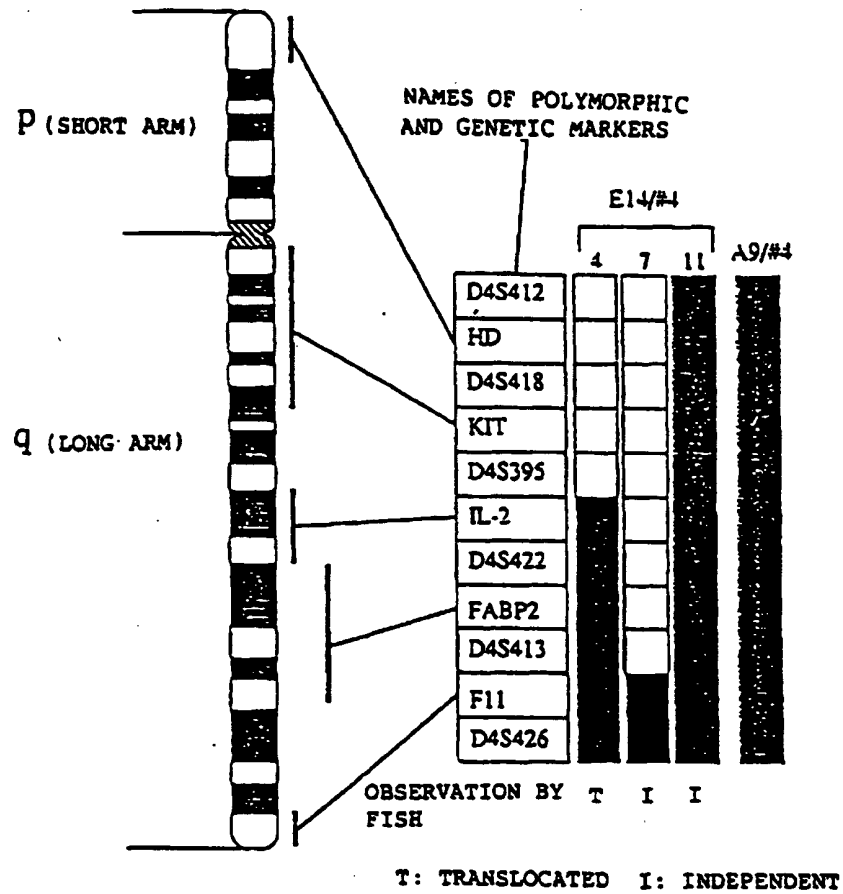 p (SHORT ARM)
q (LONG ARM)
NAMES OF POLYMORPHIC
AND GENETIC MARKERS
E14/#4
4 7 11 A9/#4
D4S412
HD
D4S418
KIT
D4S395
IL-2
D4S422
FABP2
D4S413
F11
D4S426
OBSERVATION BY T I I
FISH
T: TRANSLOCATED I: INDEPENDENT